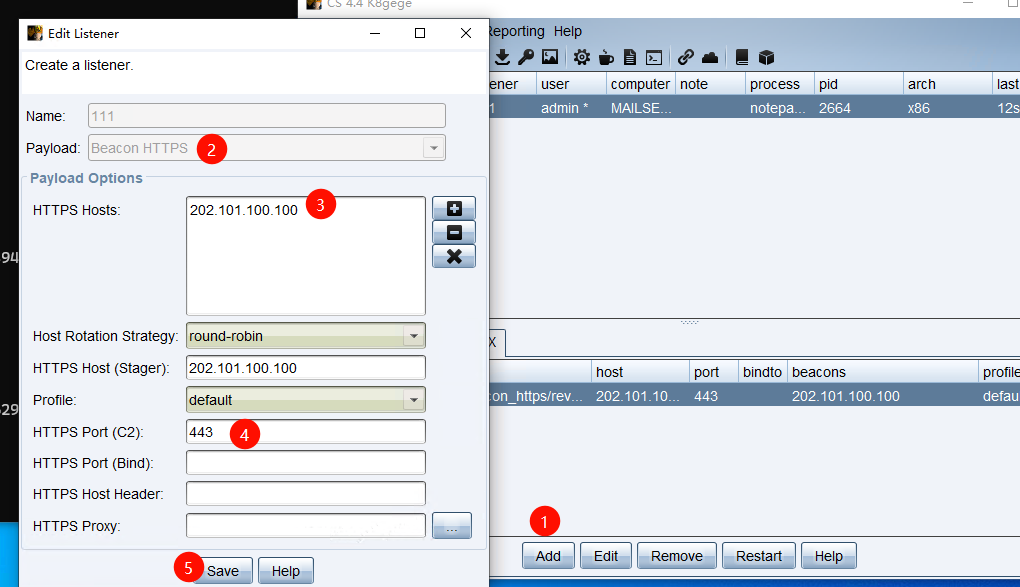 CS 4.4 K8gege
Edit Listener
Reporting Help
Create a listener.
ener user computer note process pid arch last
1 admin * MAILSE... notepa... 2664 x86 12s
Name: 111
Payload: Beacon HTTPS 2
Payload Options
HTTPS Hosts: 202.101.100.100 3
94
Host Rotation Strategy: round-robin
X
HTTPS Host (Stager): 202.101.100.100
host port bindto beacons profile
Profile: default
con_https/rev... 202.101.10... 443 202.101.100.100 defau
529
HTTPS Port (C2): 443 4
HTTPS Port (Bind):
HTTPS Host Header:
HTTPS Proxy: ...
1
Add Edit Remove Restart Help
5 Save Help